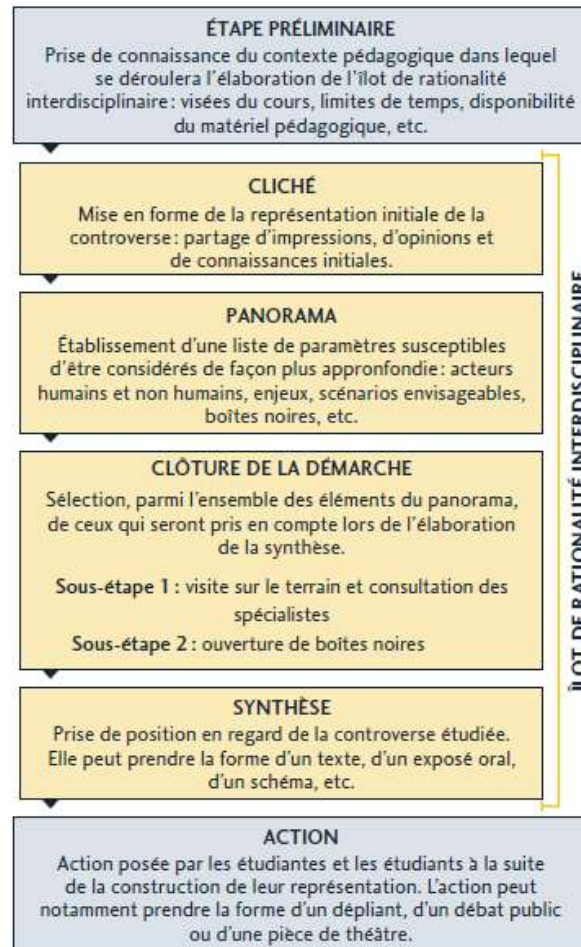 ÉTAPE PRÉLIMINAIRE
Prise de connaissance du contexte pédagogique dans lequel
se déroulera l'élaboration de l'îlot de rationalité
interdisciplinaire : visées du cours, limites de temps, disponibilité
du matériel pédagogique, etc.
CLICHÉ
Mise en forme de la représentation initiale de la
controverse : partage d'impressions, d'opinions et
de connaissances initiales.
PANORAMA
Établissement d'une liste de paramètres susceptibles
d'être considérés de façon plus approfondie : acteurs
humains et non humains, enjeux, scénarios envisageables,
boîtes noires, etc.
CLÔTURE DE LA DÉMARCHE
Sélection, parmi l'ensemble des éléments du panorama,
de ceux qui seront pris en compte lors de l'élaboration
de la synthèse.
Sous-étape 1 : visite sur le terrain et consultation des
spécialistes
Sous-étape 2 : ouverture de boîtes noires
SYNTHÈSE
Prise de position en regard de la controverse étudiée.
Elle peut prendre la forme d'un texte, d'un exposé oral,
d'un schéma, etc.
ACTION
Action posée par les étudiantes et les étudiants à la suite
de la construction de leur représentation. L'action peut
notamment prendre la forme d'un dépliant, d'un débat public
ou d'une pièce de théâtre.
ÎLOT DE RATIONALITÉ INTERDISCIPLINAIRE